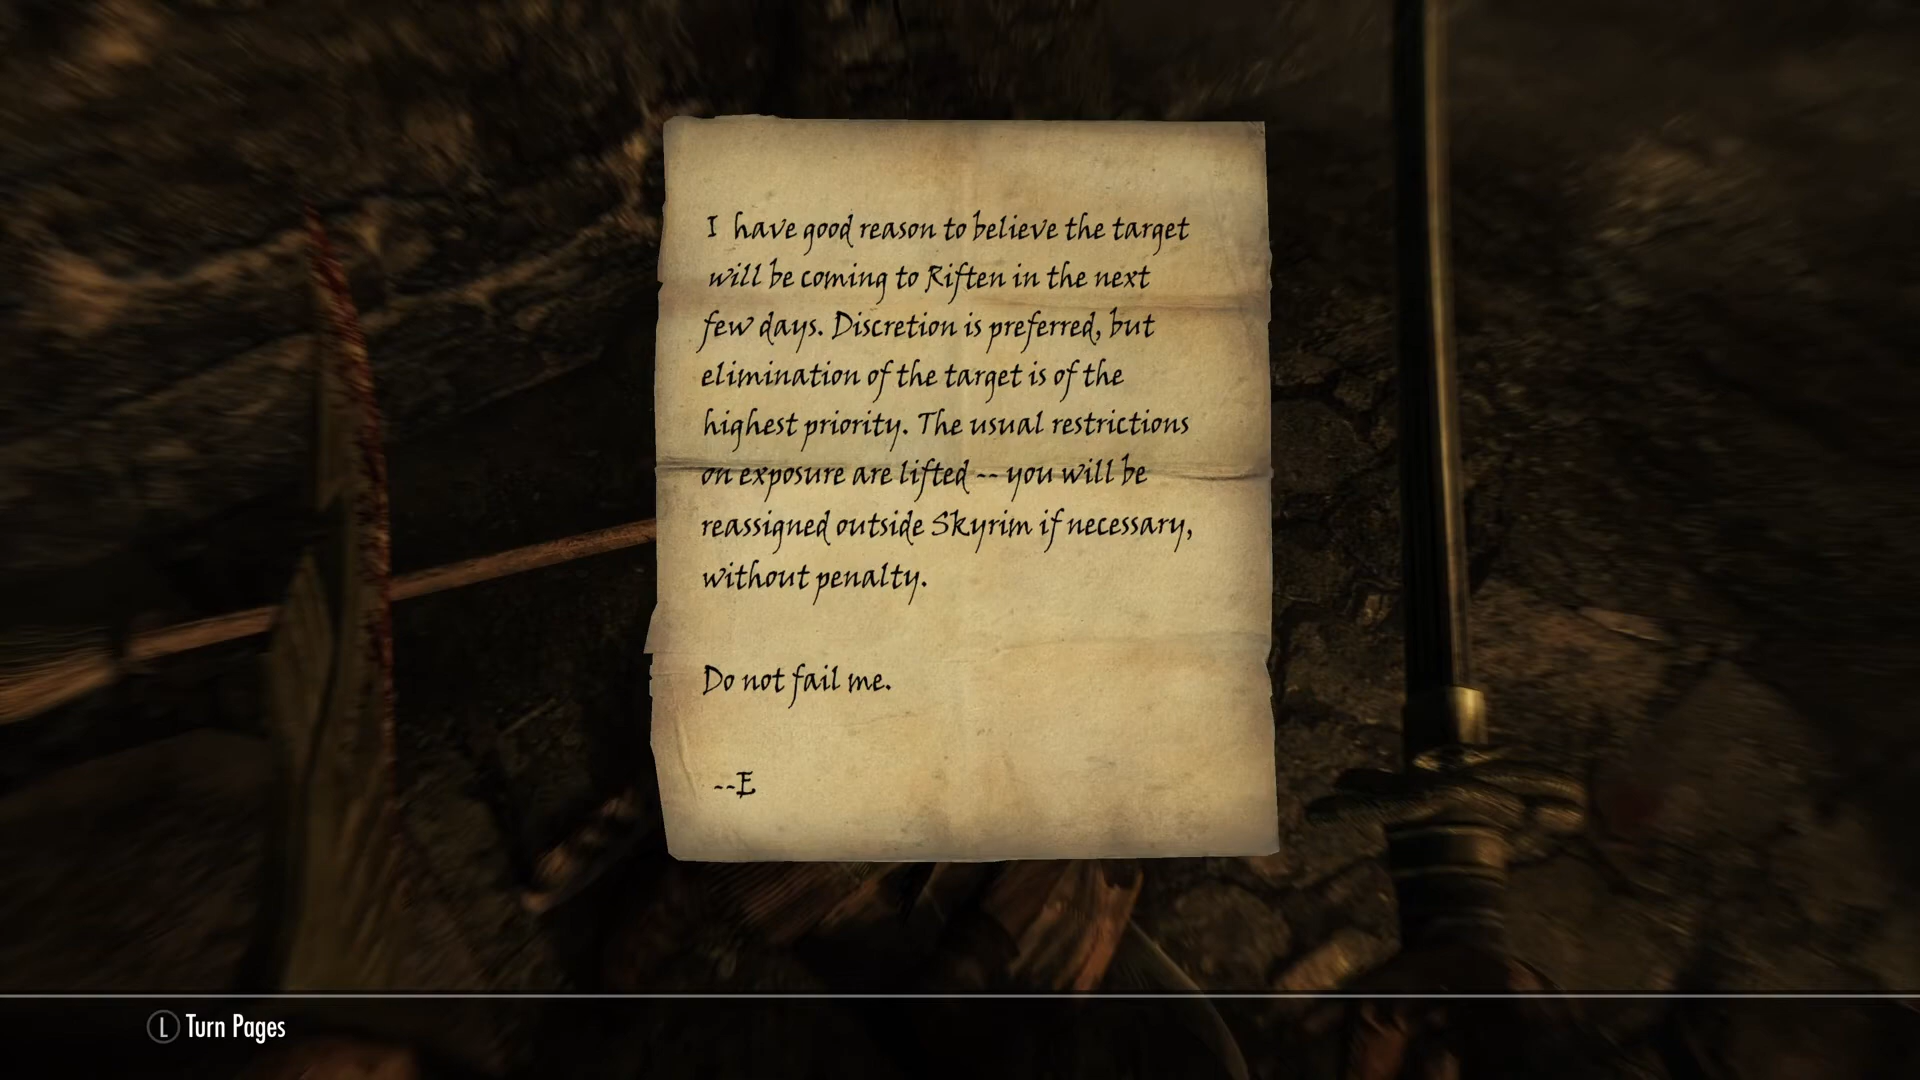 I have good reason to believe the target
will be coming to Riften in the next
few days. Discretion is preferred, but
elimination of the target is of the
highest priority. The usual restrictions
on exposure are lifted -- you will be
reassigned outside Skyrim if necessary,
without penalty.
Do not fail me.
--E
L Turn Pages